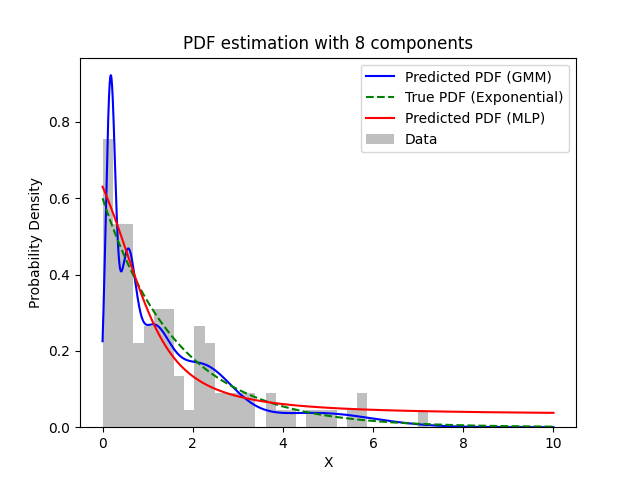 PDF estimation with 8 components
Predicted PDF (GMM)
True PDF (Exponential)
Predicted PDF (MLP)
Data
Probability Density
0.8
0.6
0.4
0.2
0.0
0 2 4 6 8 10
X